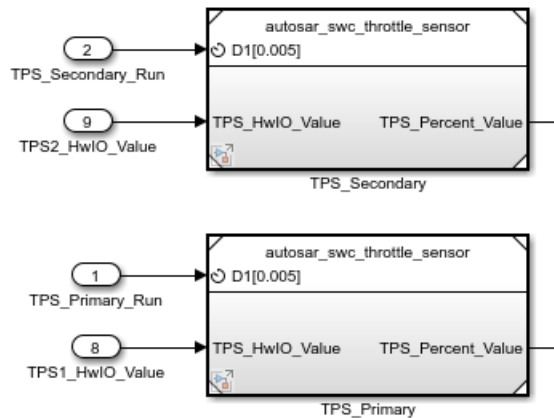 autosar_swc_throttle_sensor
2
D1[0.005]
TPS_Secondary_Run
9
TPS_HwIO_Value
TPS_Percent_Value
TPS2_HwIO_Value
TPS_Secondary
autosar_swc_throttle_sensor
1
D1[0.005]
TPS_Primary_Run
8
TPS_HwIO_Value
TPS_Percent_Value
TPS1_HwIO_Value
TPS_Primary